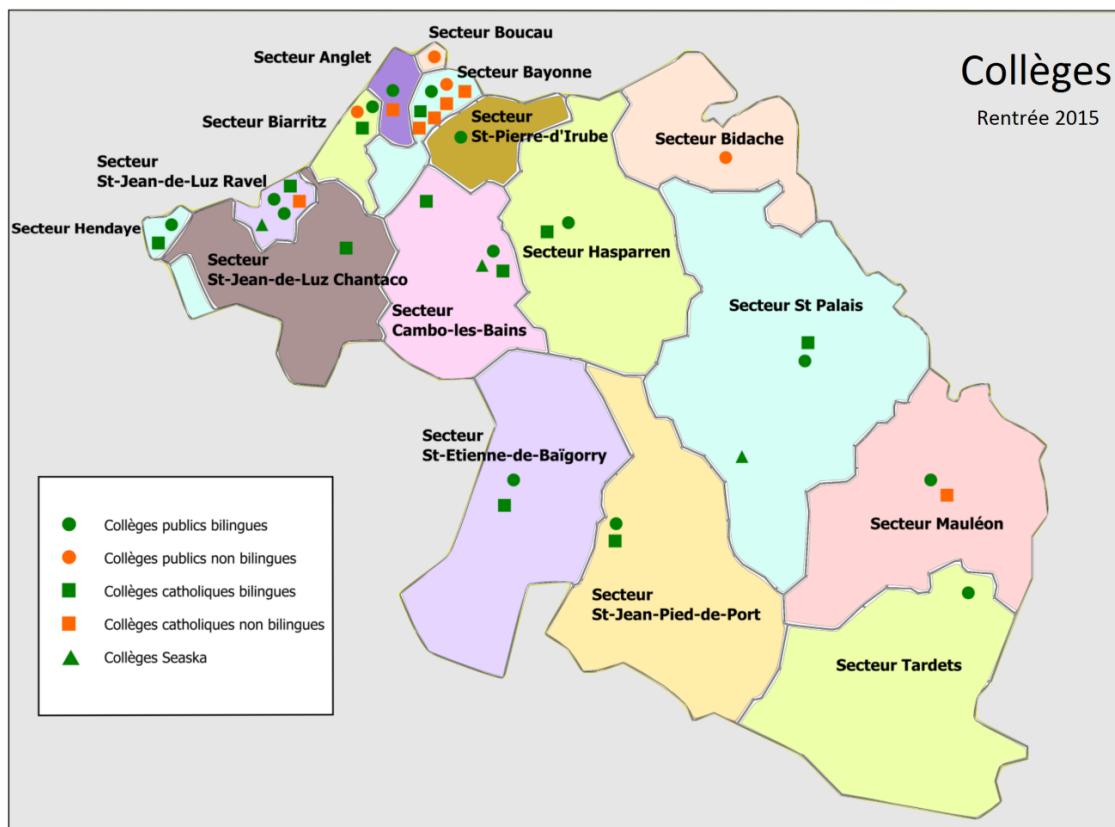 Collèges
Rentrée 2015
Secteur Boucau
Secteur Anglet
Secteur Bayonne
Secteur Biarritz
Secteur
St-Pierre-d'Irube
Secteur Bidache
Secteur
St-Jean-de-Luz Ravel
Secteur Hendaye
Secteur
St-Jean-de-Luz Chantaco
Secteur Hasparren
Secteur
Cambo-les-Bains
Secteur St Palais
Secteur
St-Etienne-de-Baïgorry
Secteur Mauléon
Secteur
St-Jean-Pied-de-Port
Secteur Tardets
Collèges publics bilingues
Collèges publics non bilingues
Collèges catholiques bilingues
Collèges catholiques non bilingues
Collèges Seaska